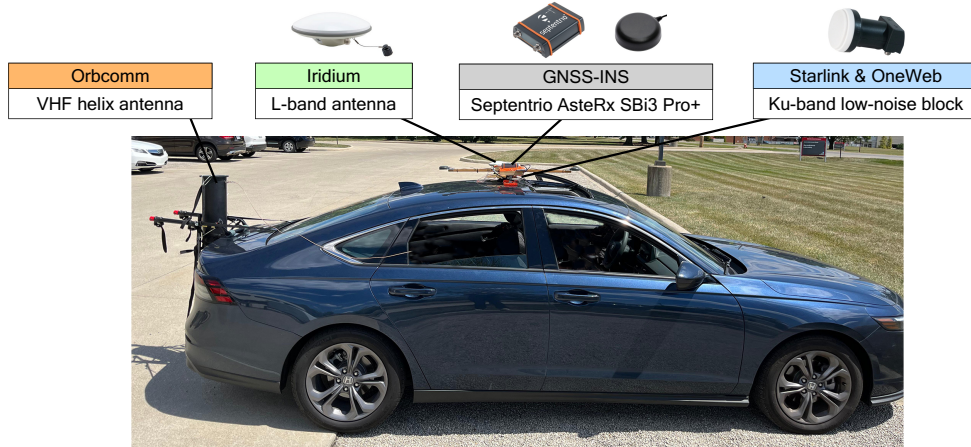 Orbcomm
VHF helix antenna
Iridium
L-band antenna
septentrio
GNSS-INS
Septentrio AsteRx SBi3 Pro+
Starlink & OneWeb
Ku-band low-noise block